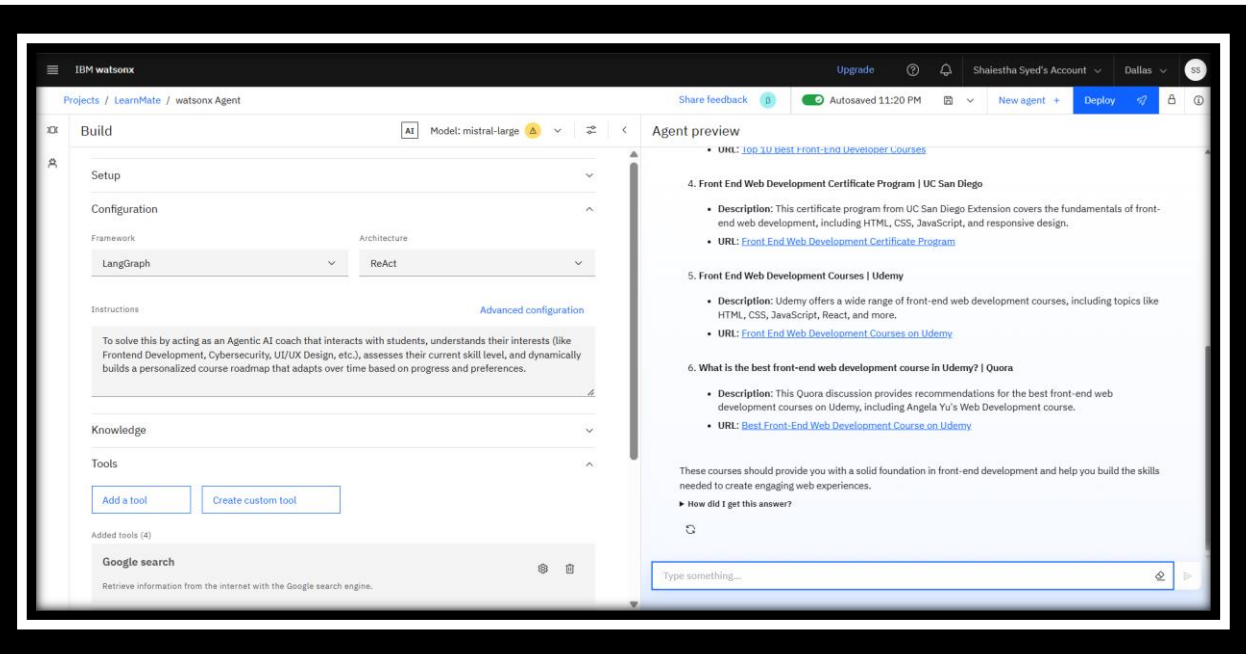 IBM watsonx
Upgrade
Shaiestha Syed's Account
Dallas
SS
Projects / LearnMate / watsonx Agent
Share feedback
Autosaved 11:20 PM
New agent +
Deploy
Build
AI
Model: mistral-large
Agent preview
Setup
Configuration
Framework
Architecture
LangGraph
ReAct
Instructions
Advanced configuration
To solve this by acting as an Agentic AI coach that interacts with students, understands their interests (like
Frontend Development, Cybersecurity, UI/UX Design, etc.), assesses their current skill level, and dynamically
builds a personalized course roadmap that adapts over time based on progress and preferences.
Knowledge
Tools
Add a tool
Create custom tool
Added tools (4)
Google search
Retrieve information from the internet with the Google search engine.
• URL: Top 10 Best Front-End Developer Courses
4. Front End Web Development Certificate Program | UC San Diego
• Description: This certificate program from UC San Diego Extension covers the fundamentals of front-
end web development, including HTML, CSS, JavaScript, and responsive design.
• URL: Front End Web Development Certificate Program
5. Front End Web Development Courses | Udemy
• Description: Udemy offers a wide range of front-end web development courses, including topics like
HTML, CSS, JavaScript, React, and more.
• URL: Front End Web Development Courses on Udemy
6. What is the best front-end web development course in Udemy? | Quora
• Description: This Quora discussion provides recommendations for the best front-end web
development courses on Udemy, including Angela Yu's Web Development course.
• URL: Best Front-End Web Development Course on Udemy
These courses should provide you with a solid foundation in front-end development and help you build the skills
needed to create engaging web experiences.
▶ How did I get this answer?
Type something...